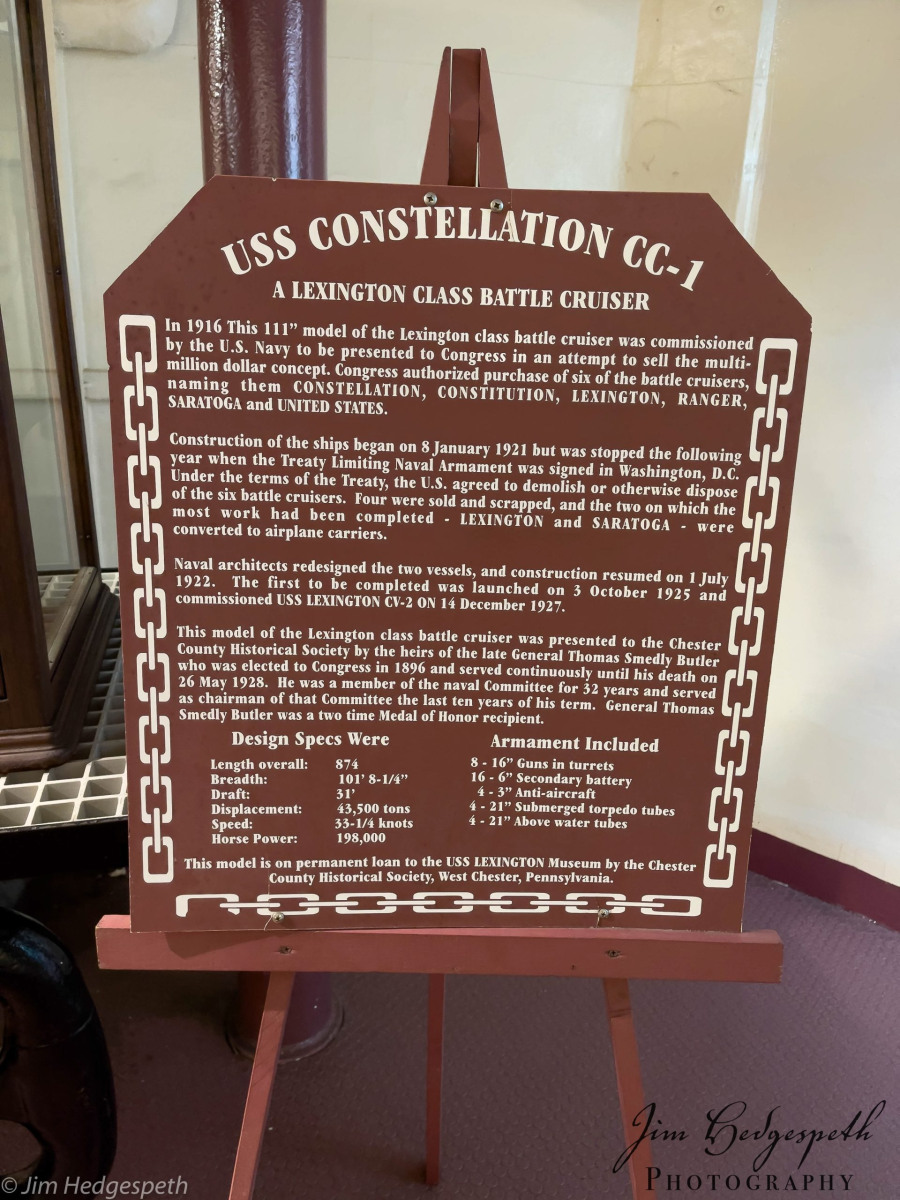 USS CONSTELLATION CC-1
A LEXINGTON CLASS BATTLE CRUISER
In 1916 This 111" model of the Lexington class battle cruiser was commissioned
by the U.S. Navy to be presented to Congress in an attempt to sell the multi-
million dollar concept. Congress authorized purchase of six of the battle cruisers,
naming them CONSTELLATION, CONSTITUTION, LEXINGTON, RANGER,
SARATOGA and UNITED STATES.
Construction of the ships began on 8 January 1921 but was stopped the following
year when the Treaty Limiting Naval Armament was signed in Washington, D.C.
Under the terms of the Treaty, the U.S. agreed to demolish or otherwise dispose
of the six battle cruisers. Four were sold and scrapped, and the two on which the
most work had been completed - LEXINGTON and SARATOGA - were
converted to airplane carriers.
Naval architects redesigned the two vessels, and construction resumed on 1 July
1922. The first to be completed was launched on 3 October 1925 and
commissioned USS LEXINGTON CV-2 ON 14 December 1927.
This model of the Lexington class battle cruiser was presented to the Chester
County Historical Society by the heirs of the late General Thomas Smedly Butler
who was elected to Congress in 1896 and served continuously until his death on
26 May 1928. He was a member of the naval Committee for 32 years and served
as chairman of that Committee the last ten years of his term. General Thomas
Smedly Butler was a two time Medal of Honor recipient.
Design Specs Were
Length overall: 874
Breadth: 101' 8-1/4"
Draft: 31'
Displacement: 43,500 tons
Speed: 33-1/4 knots
Horse Power: 198,000
Armament Included
8 - 16" Guns in turrets
16 - 6" Secondary battery
4 - 3" Anti-aircraft
4 - 21" Submerged torpedo tubes
4 - 21" Above water tubes
This model is on permanent loan to the USS LEXINGTON Museum by the Chester
County Historical Society, West Chester, Pennsylvania.
Jim Hedgespeth
PHOTOGRAPHY
© Jim Hedgespeth